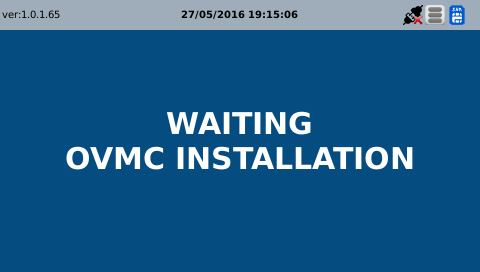 ver:1.0.1.65 27/05/2016 19:15:06
WAITING
OVMC INSTALLATION